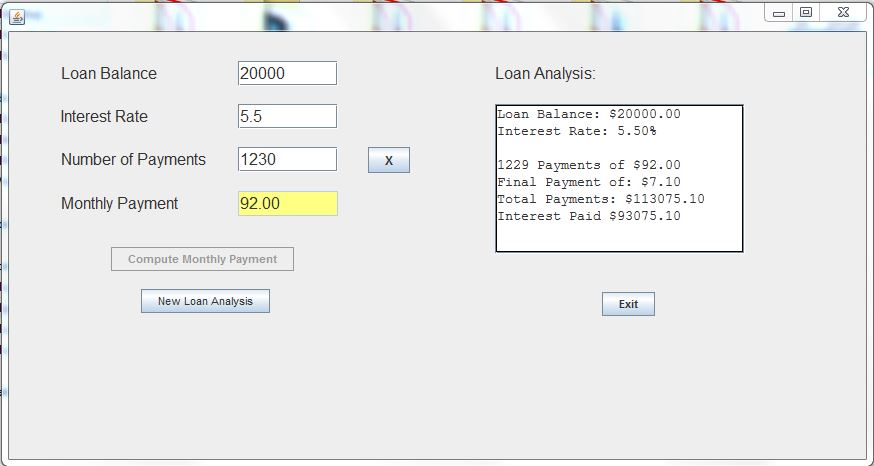 Loan Balance
20000
Interest Rate
5.5
Number of Payments
1230
X
Monthly Payment
92.00
Compute Monthly Payment
New Loan Analysis
Loan Analysis:
Loan Balance: $20000.00
Interest Rate: 5.50%
1229 Payments of $92.00
Final Payment of: $7.10
Total Payments: $113075.10
Interest Paid $93075.10
Exit